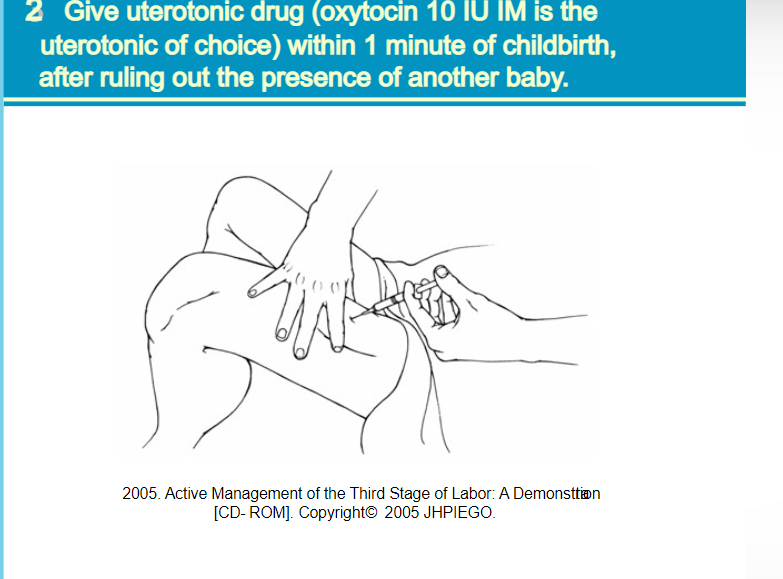 2 Give uterotonic drug (oxytocin 10 IU IM is the
uterotonic of choice) within 1 minute of childbirth,
after ruling out the presence of another baby.
2005. Active Management of the Third Stage of Labor: A Demonsttion
[CD- ROM]. Copyright© 2005 JHPIEGO.